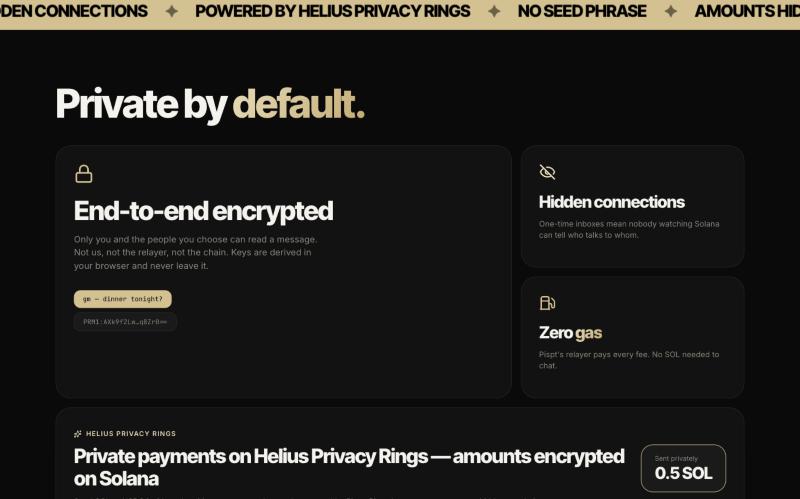 DEN CONNECTIONS ✦ POWERED BY HELIUS PRIVACY RINGS ✦ NO SEED PHRASE ✦ AMOUNTS HID
Private by default.
End-to-end encrypted
Only you and the people you choose can read a message.
Not us, not the relayer, not the chain. Keys are derived in
your browser and never leave it.
gm — dinner tonight?
Hidden connections
One-time inboxes mean nobody watching Solana
can tell who talks to whom.
Zero gas
Pispt's relayer pays every fee. No SOL needed to
chat.
HELIUS PRIVACY RINGS
Private payments on Helius Privacy Rings — amounts encrypted
on Solana
Sent privately
0.5 SOL